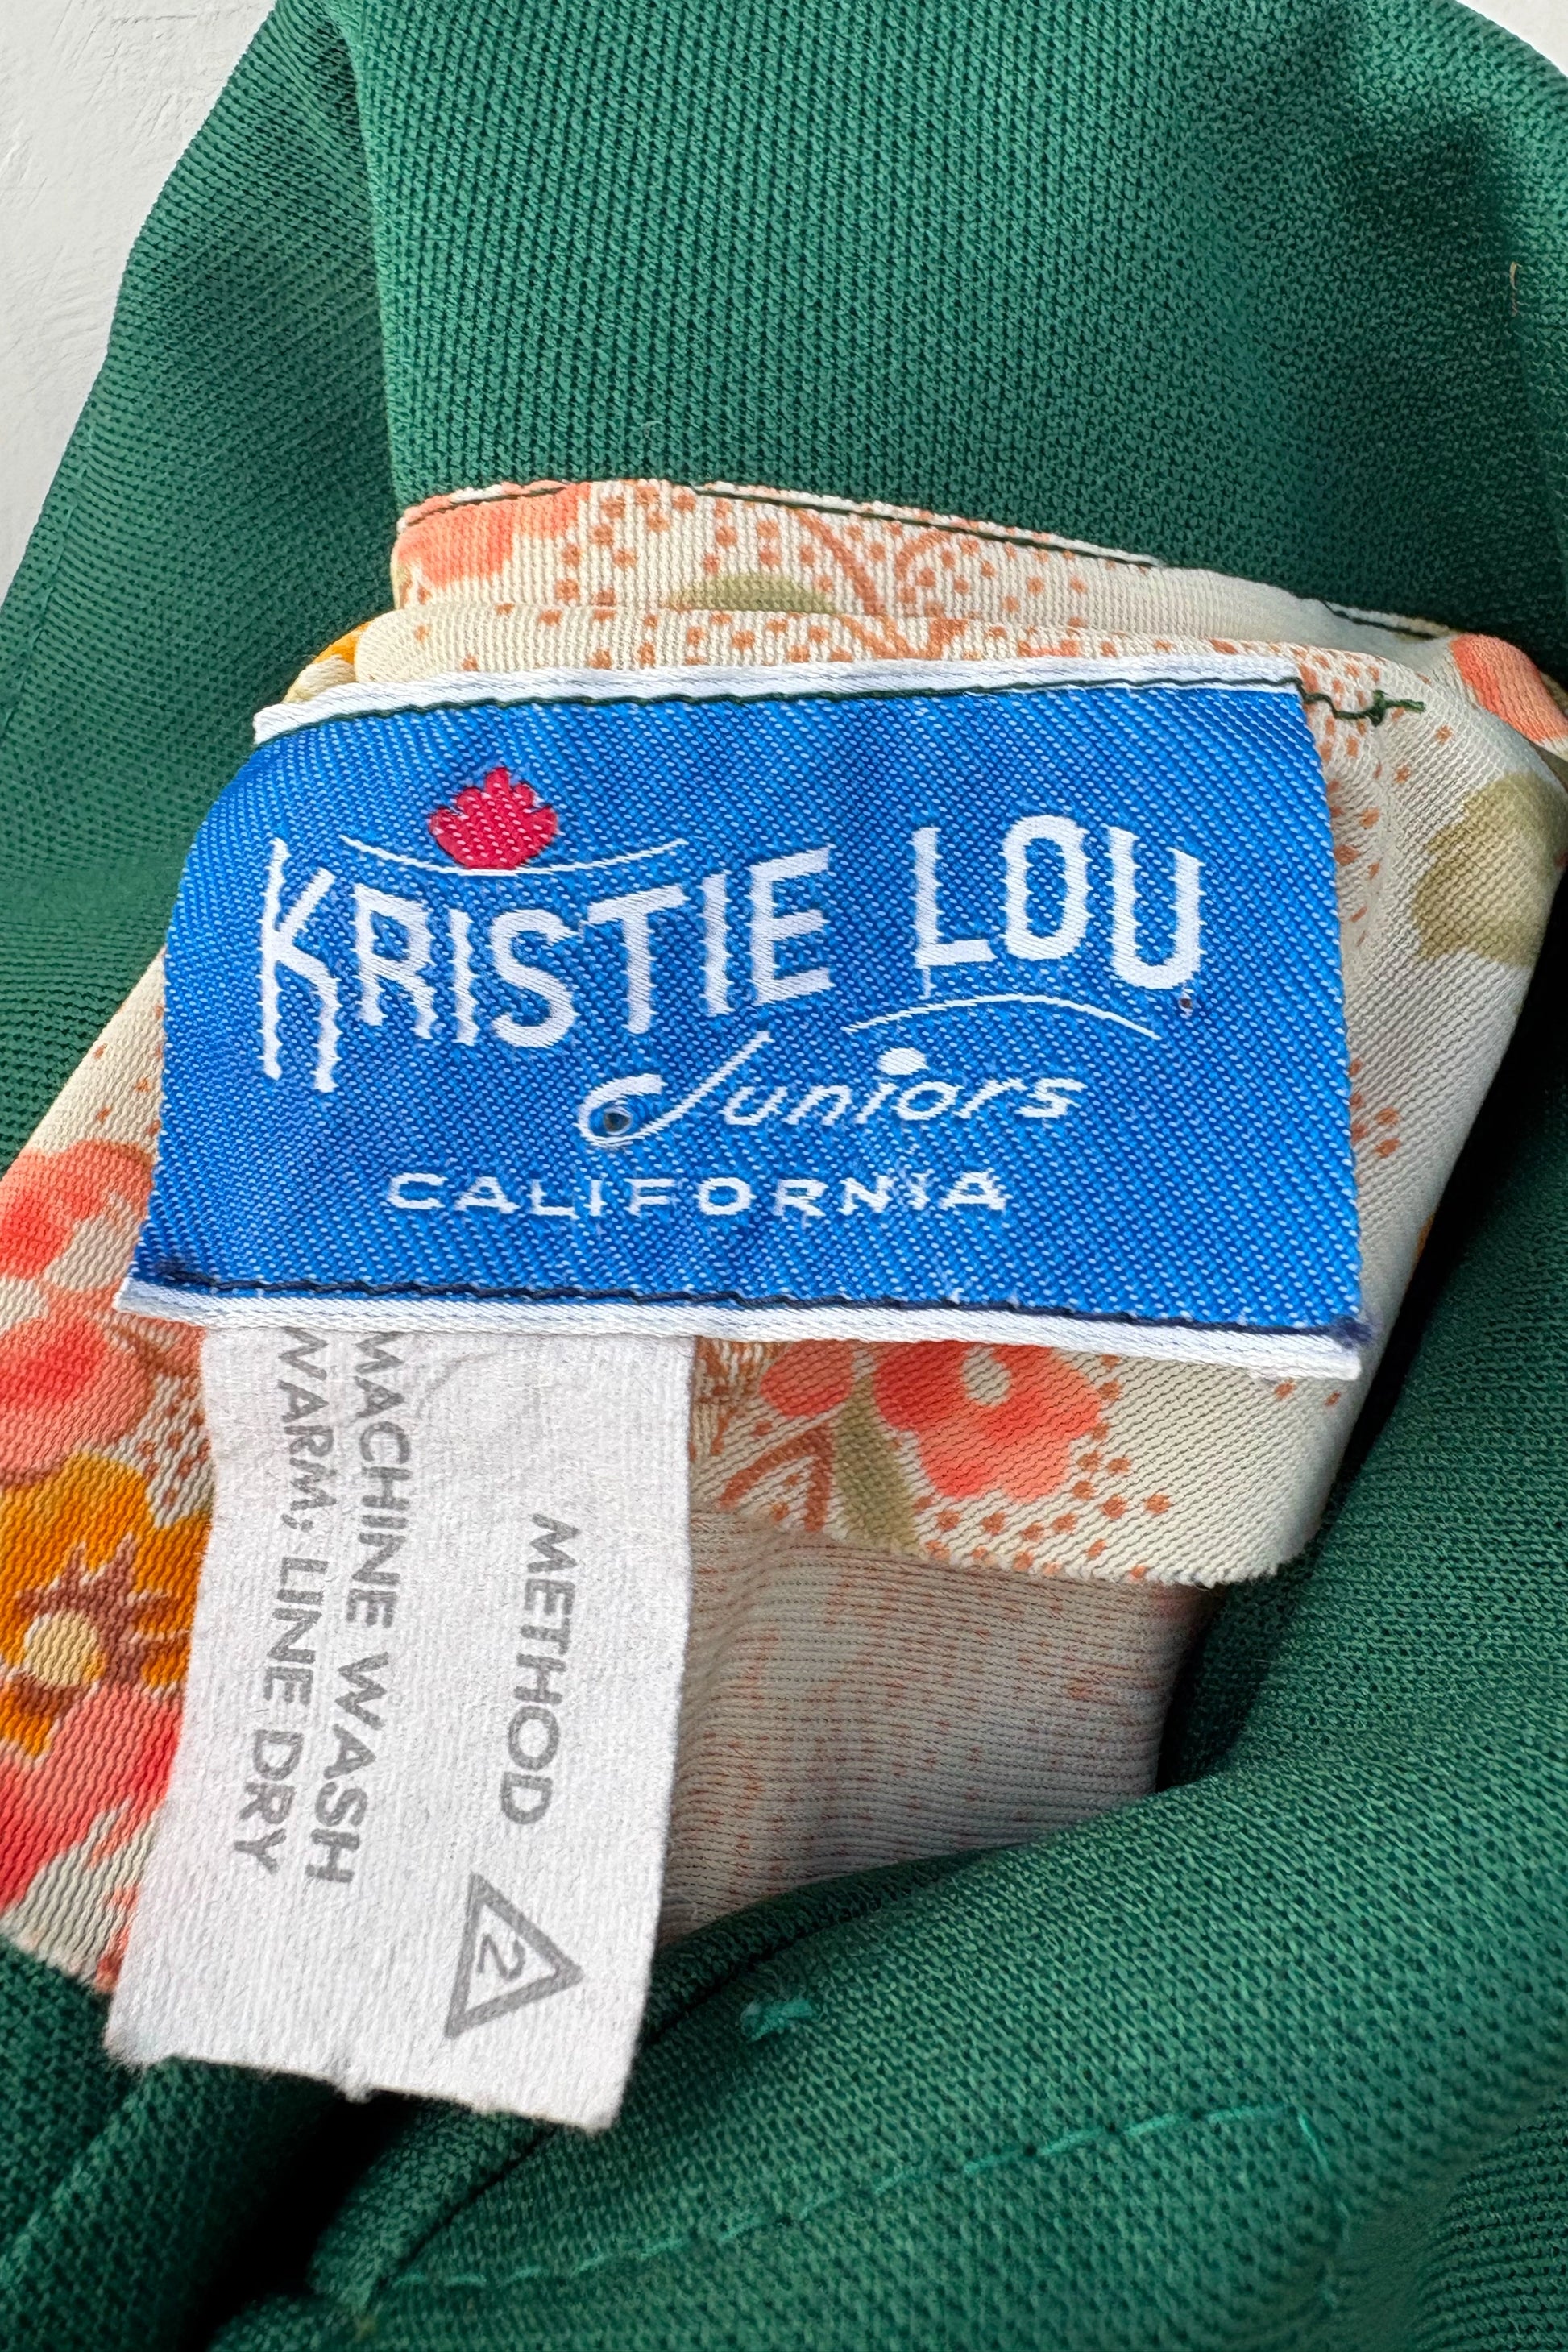 KRISTIE LOU
Juniors
CALIFORNIA
METHOD 2
MACHINE WASH
WARM, LINE DRY